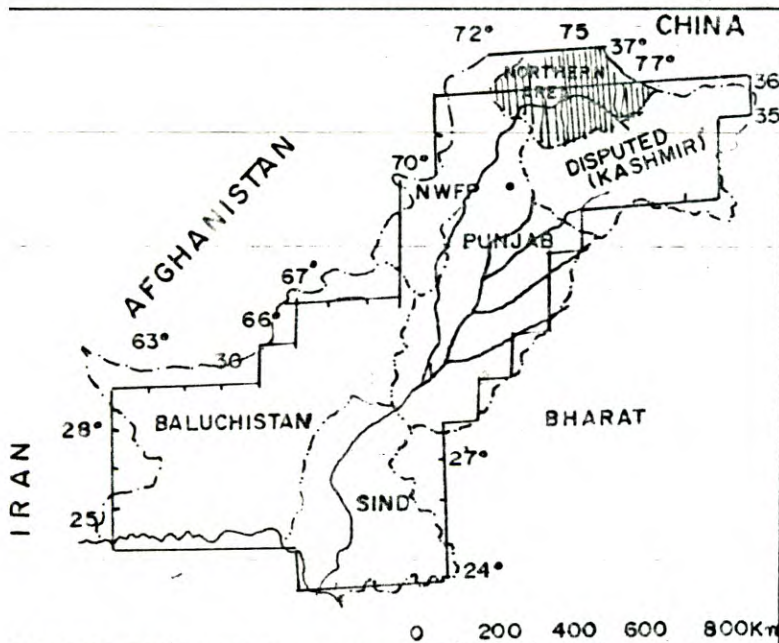 CHINA
72° 75 37° 77°
NORTHERN
AREA
36
35
DISPUTED
(KASHMIR)
70°
NWFP
PUNJAB
AFGHANISTAN
67°
66°
63°
30
BALUCHISTAN
28°
BHARAT
27°
IRAN
SIND
25
24°
0 200 400 600 800Km